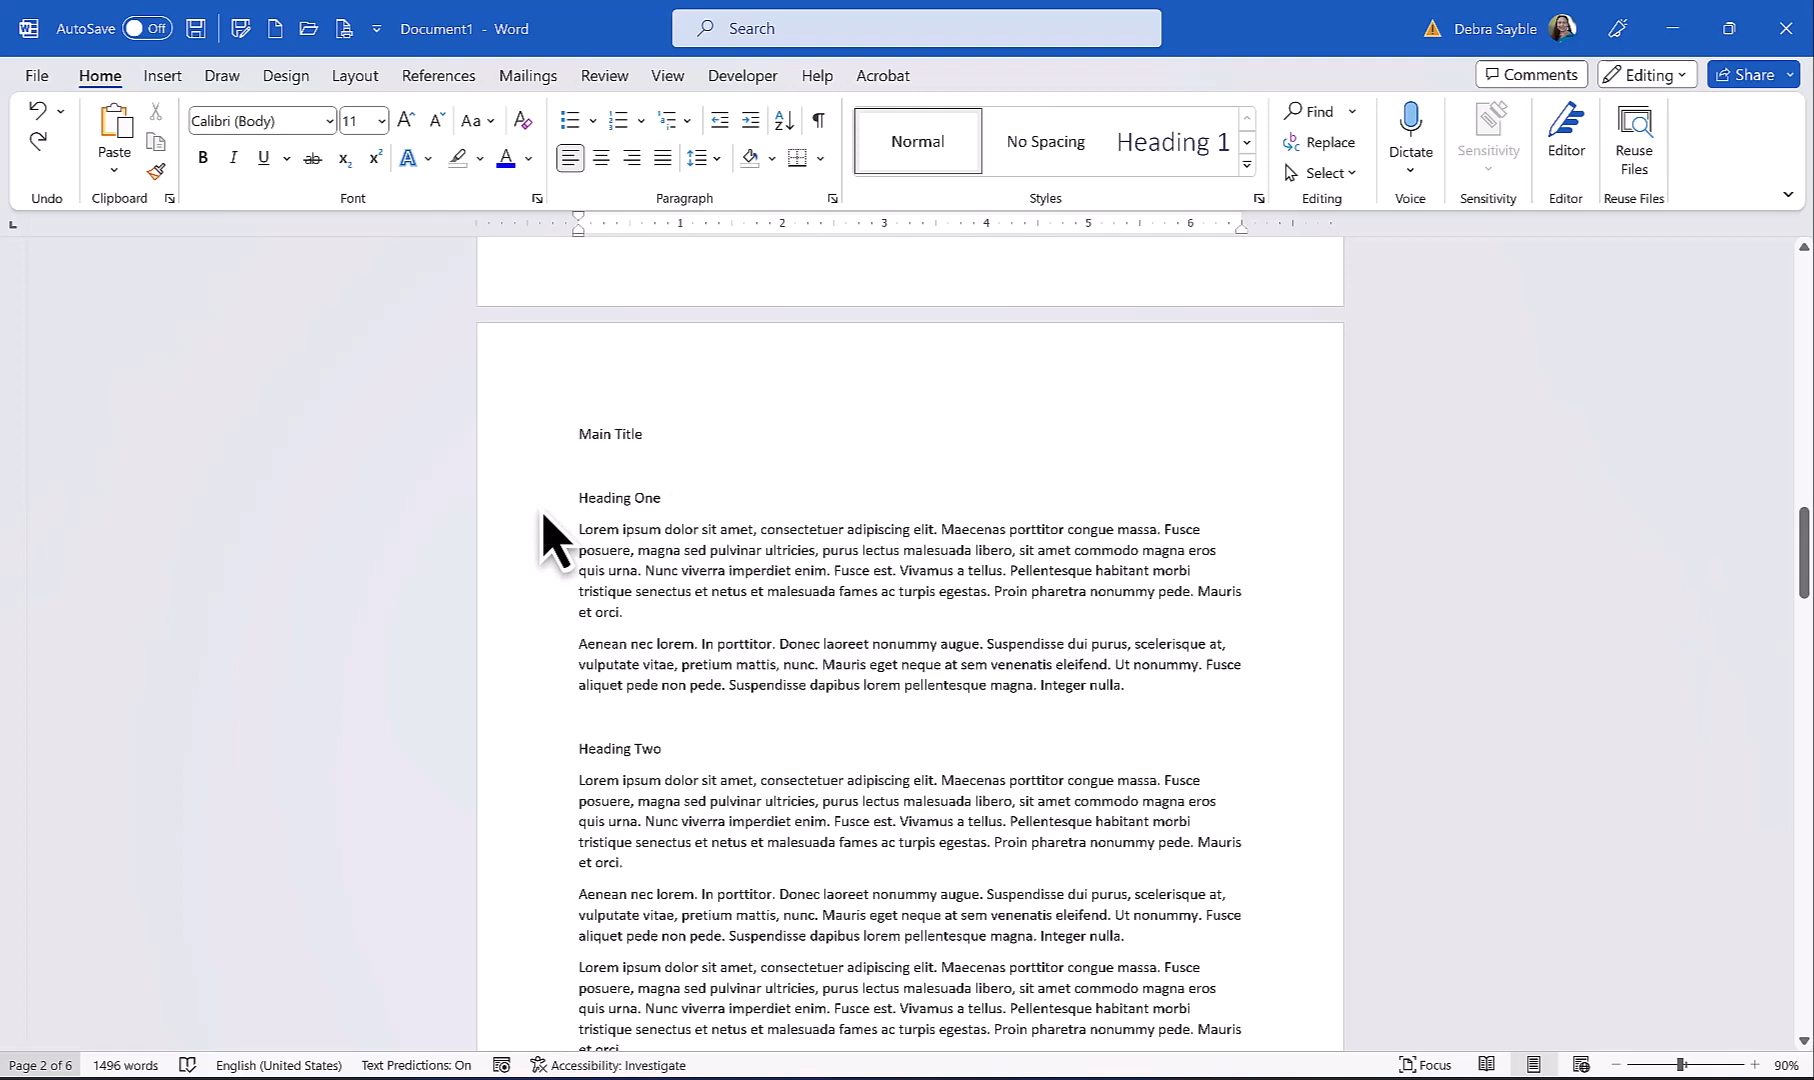 AutoSave Off Document1 - Word Search Debra Sayble
File Home Insert Draw Design Layout References Mailings Review View Developer Help Acrobat Comments Editing Share
Paste Calibri (Body) 11 Aa Normal No Spacing Heading 1 Find Replace Select Dictate Sensitivity Editor Reuse Files
Undo Clipboard Font Paragraph Styles Editing Voice Sensitivity Editor Reuse Files
1 2 3 4 5 6
Main Title
Heading One
Lorem ipsum dolor sit amet, consectetuer adipiscing elit. Maecenas porttitor congue massa. Fusce
posuere, magna sed pulvinar ultricies, purus lectus malesuada libero, sit amet commodo magna eros
quis urna. Nunc viverra imperdiet enim. Fusce est. Vivamus a tellus. Pellentesque habitant morbi
tristique senectus et netus et malesuada fames ac turpis egestas. Proin pharetra nonummy pede. Mauris
et orci.
Aenean nec lorem. In porttitor. Donec laoreet nonummy augue. Suspendisse dui purus, scelerisque at,
vulputate vitae, pretium mattis, nunc. Mauris eget neque at sem venenatis eleifend. Ut nonummy. Fusce
aliquet pede non pede. Suspendisse dapibus lorem pellentesque magna. Integer nulla.
Heading Two
Lorem ipsum dolor sit amet, consectetuer adipiscing elit. Maecenas porttitor congue massa. Fusce
posuere, magna sed pulvinar ultricies, purus lectus malesuada libero, sit amet commodo magna eros
quis urna. Nunc viverra imperdiet enim. Fusce est. Vivamus a tellus. Pellentesque habitant morbi
tristique senectus et netus et malesuada fames ac turpis egestas. Proin pharetra nonummy pede. Mauris
et orci.
Aenean nec lorem. In porttitor. Donec laoreet nonummy augue. Suspendisse dui purus, scelerisque at,
vulputate vitae, pretium mattis, nunc. Mauris eget neque at sem venenatis eleifend. Ut nonummy. Fusce
aliquet pede non pede. Suspendisse dapibus lorem pellentesque magna. Integer nulla.
Lorem ipsum dolor sit amet, consectetuer adipiscing elit. Maecenas porttitor congue massa. Fusce
posuere, magna sed pulvinar ultricies, purus lectus malesuada libero, sit amet commodo magna eros
quis urna. Nunc viverra imperdiet enim. Fusce est. Vivamus a tellus. Pellentesque habitant morbi
tristique senectus et netus et malesuada fames ac turpis egestas. Proin pharetra nonummy pede. Mauris
et orci.
Page 2 of 6 1496 words English (United States) Text Predictions: On Accessibility: Investigate Focus 90%